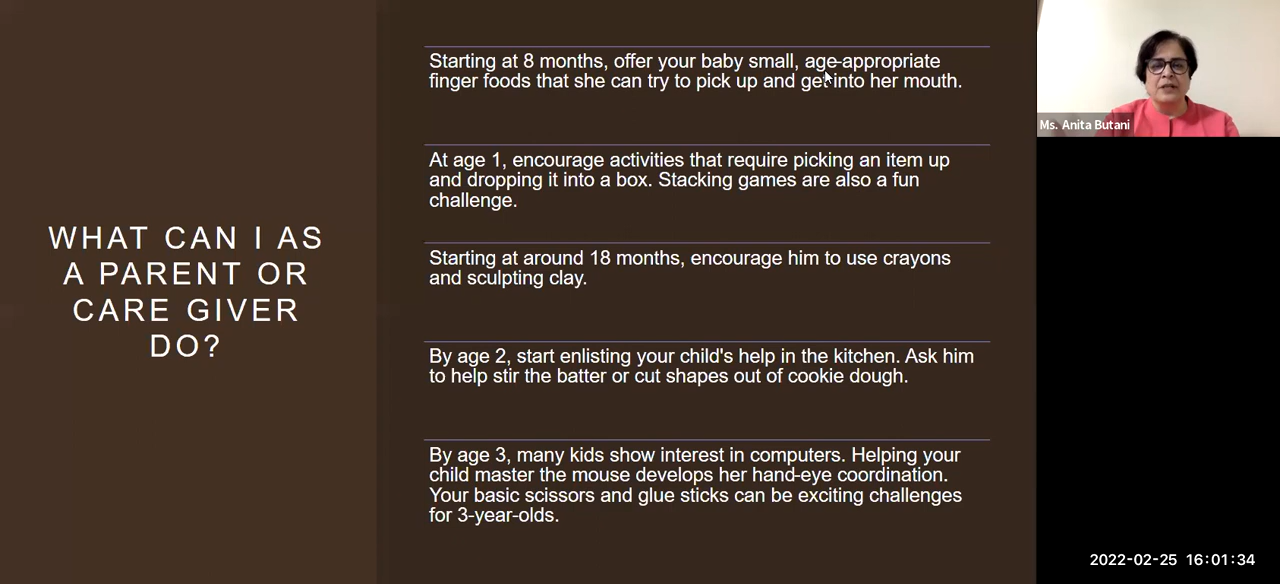 WHAT CAN I AS
A PARENT OR
CARE GIVER
DO?
Starting at 8 months, offer your baby small, age-appropriate
finger foods that she can try to pick up and get into her mouth.
At age 1, encourage activities that require picking an item up
and dropping it into a box. Stacking games are also a fun
challenge.
Starting at around 18 months, encourage him to use crayons
and sculpting clay.
By age 2, start enlisting your child's help in the kitchen. Ask him
to help stir the batter or cut shapes out of cookie dough.
By age 3, many kids show interest in computers. Helping your
child master the mouse develops her hand-eye coordination.
Your basic scissors and glue sticks can be exciting challenges
for 3-year-olds.
Ms. Anita Butani
2022-02-25 16:01:34